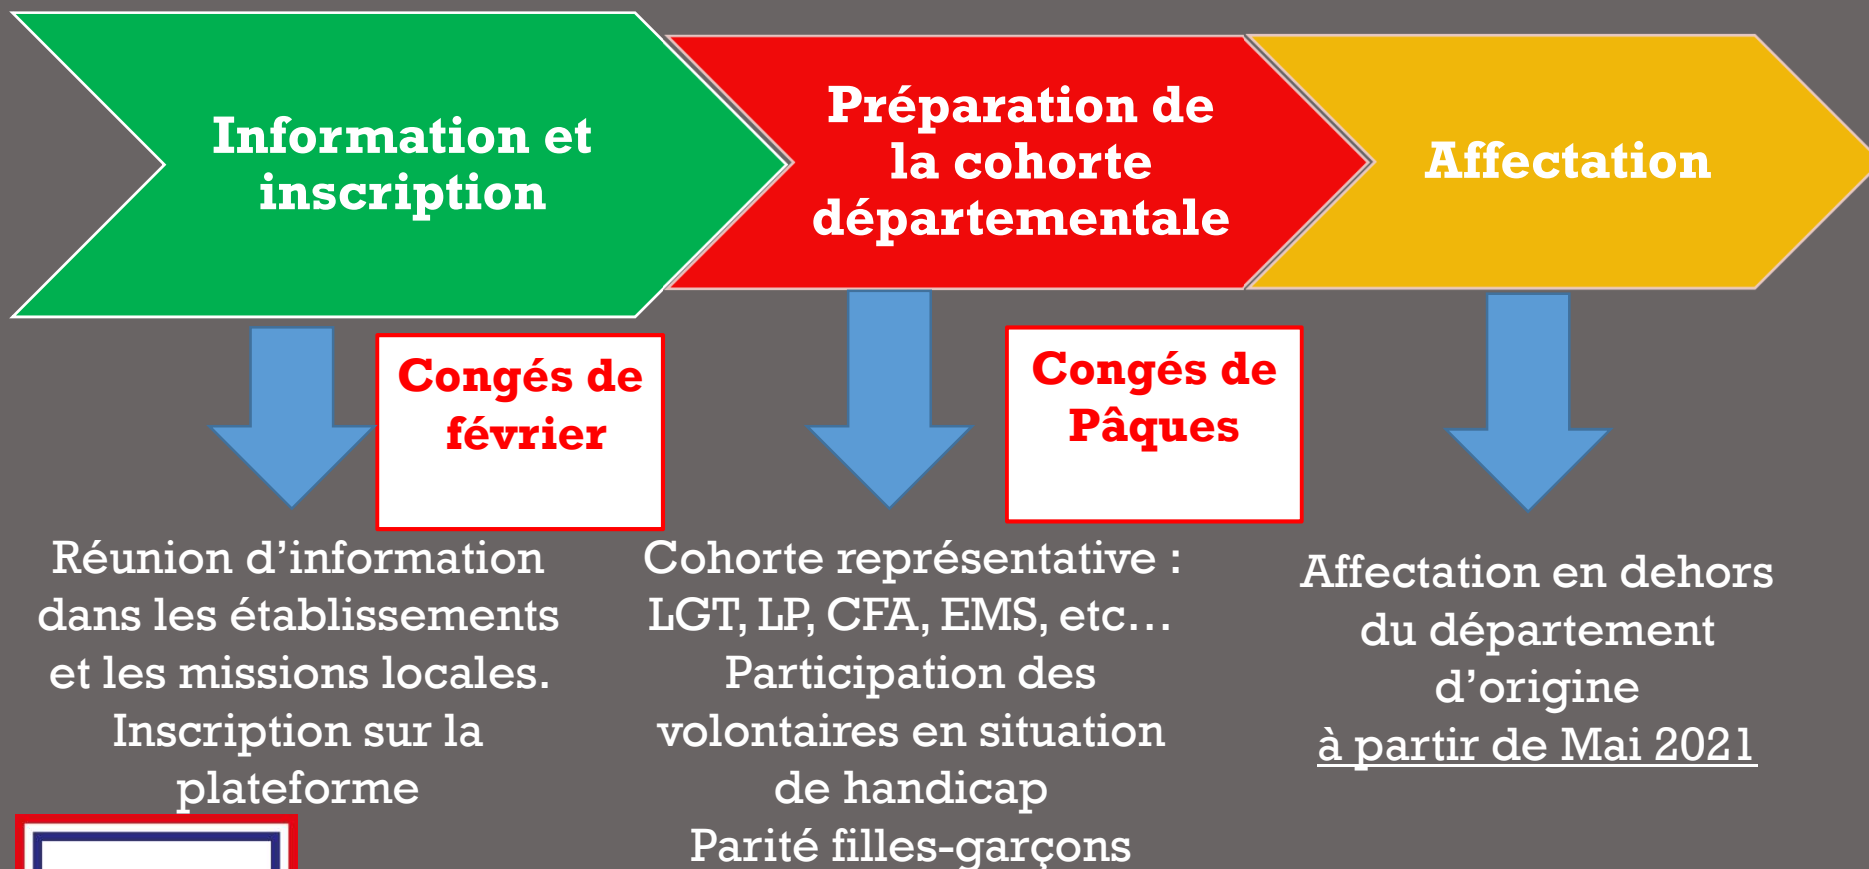 Information et
inscription
Préparation de
la cohorte
départementale
Affectation
Congés de
février
Congés de
Pâques
Réunion d’information
dans les établissements
et les missions locales.
Inscription sur la
plateforme
Cohorte représentative :
LGT, LP, CFA, EMS, etc…
Participation des
volontaires en situation
de handicap
Parité filles-garçons
Affectation en dehors
du département
d’origine
à partir de Mai 2021